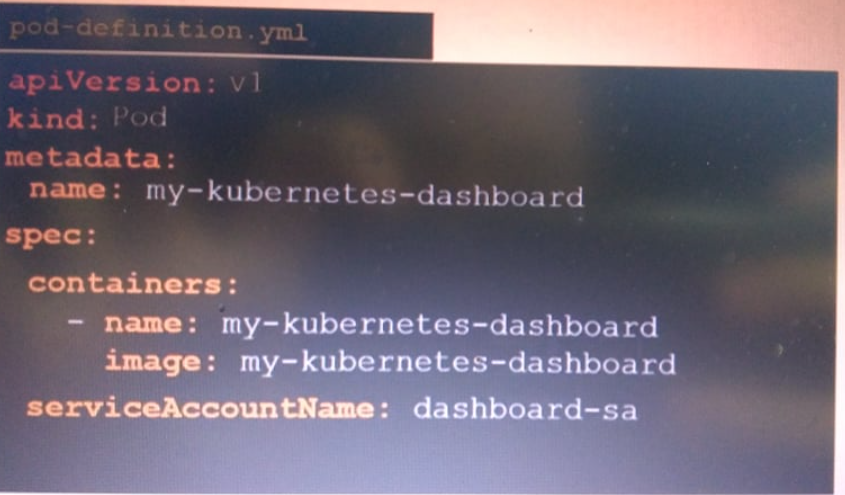 pod-definition.yml
apiVersion: v1
kind: Pod
metadata:
name: my-kubernetes-dashboard
spec:
containers:
- name: my-kubernetes-dashboard
image: my-kubernetes-dashboard
serviceAccountName: dashboard-sa